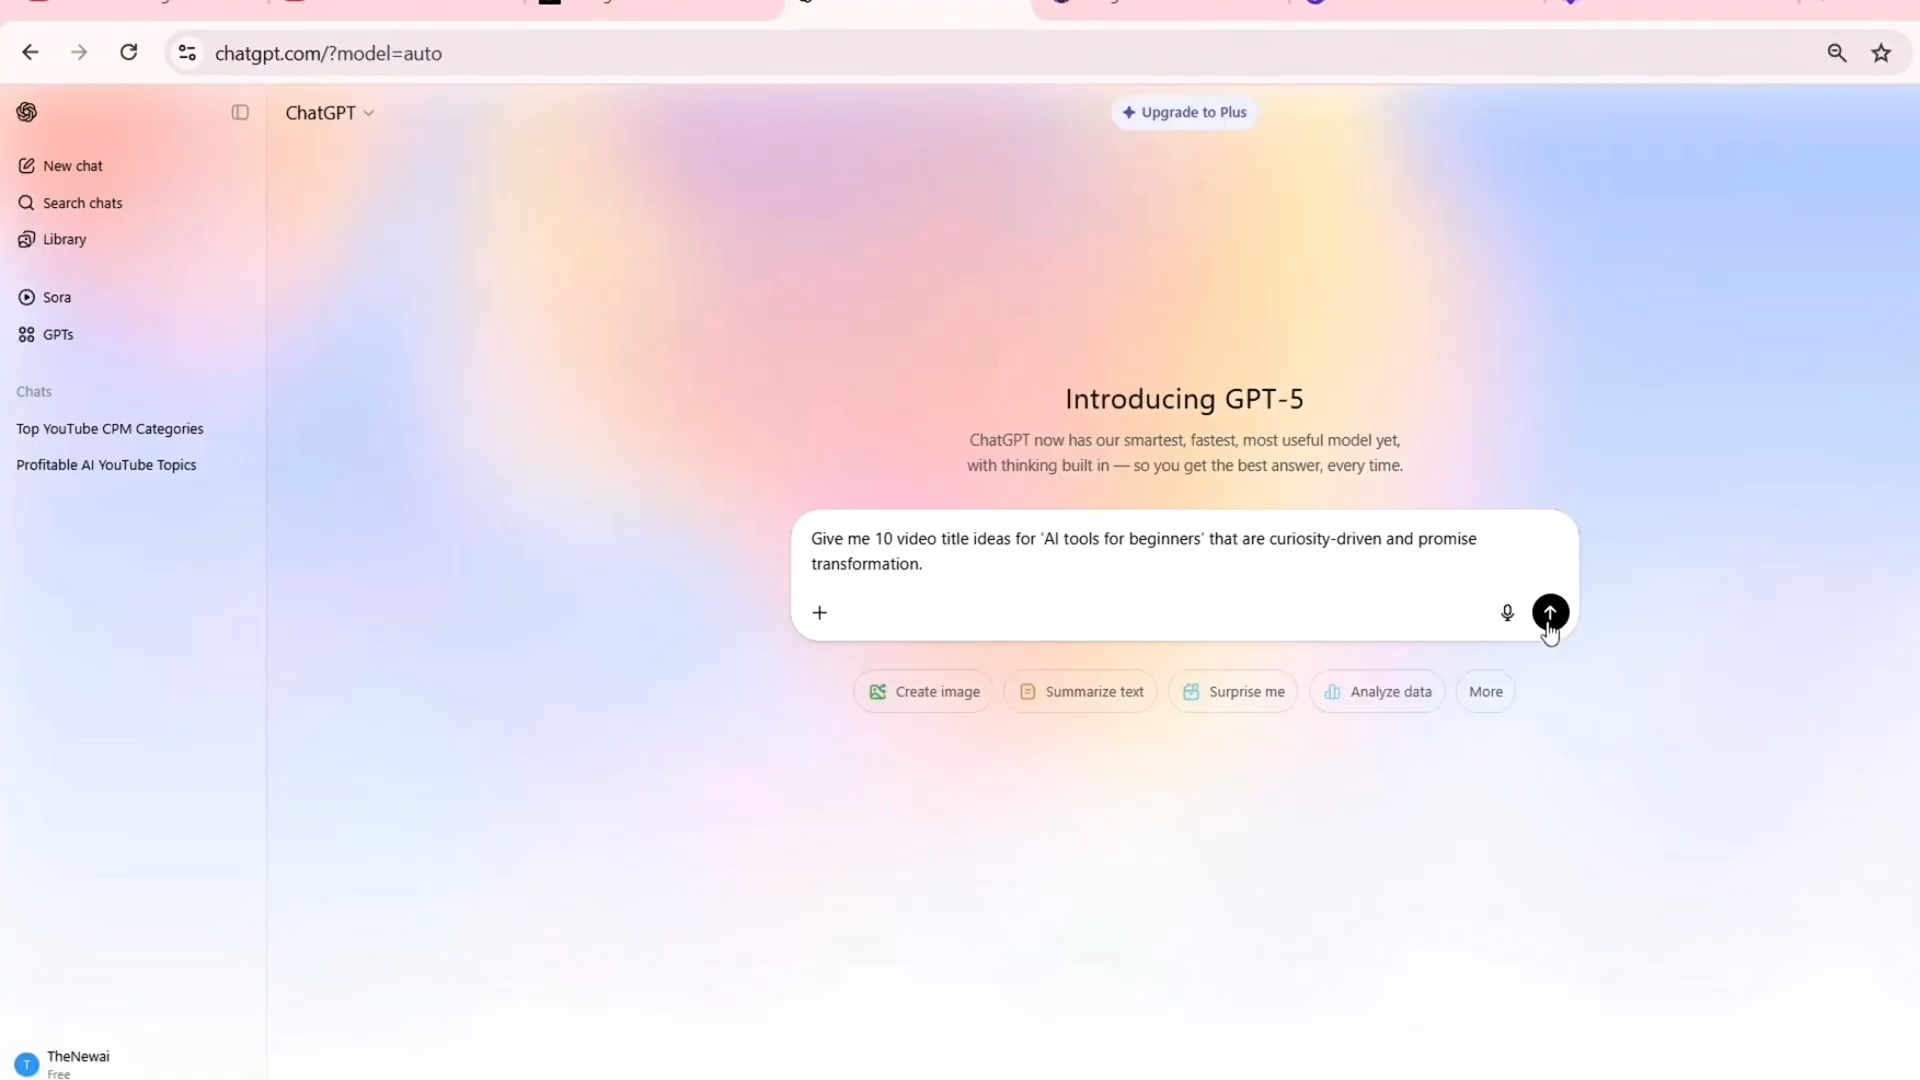 chatgpt.com/?model=auto
ChatGPT
Upgrade to Plus
New chat
Search chats
Library
Sora
GPTs
Chats
Top YouTube CPM Categories
Profitable AI YouTube Topics
Introducing GPT-5
ChatGPT now has our smartest, fastest, most useful model yet,
with thinking built in — so you get the best answer, every time.
Give me 10 video title ideas for ‘AI tools for beginners’ that are curiosity-driven and promise
transformation.
Create image
Summarize text
Surprise me
Analyze data
More
T
TheNewai
Free